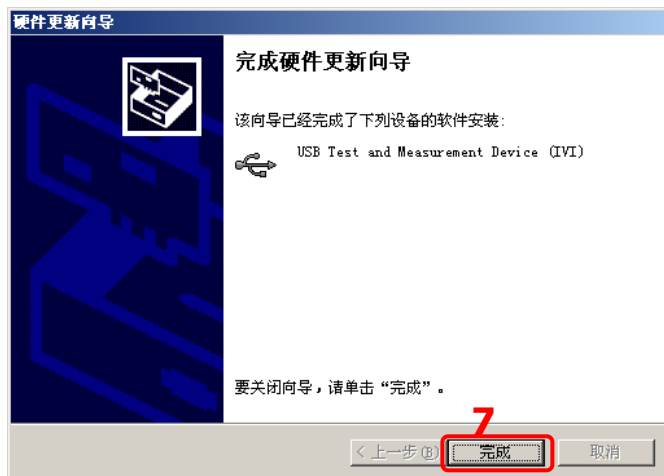 硬件更新向导
完成硬件更新向导
该向导已经完成了下列设备的软件安装:
USB Test and Measurement Device (IVI)
要关闭向导，请单击“完成”。
7
< 上一步(B)
完成
取消